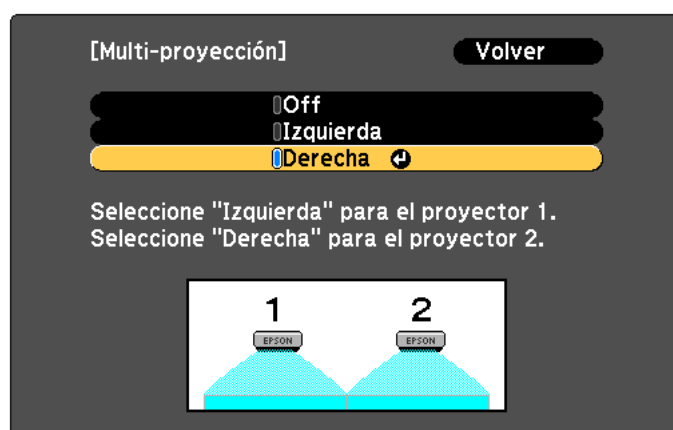 [Multi-proyección]
Volver
Off
Izquierda
Derecha
Seleccione "Izquierda" para el proyector 1.
Seleccione "Derecha" para el proyector 2.
1 2
EPSON EPSON